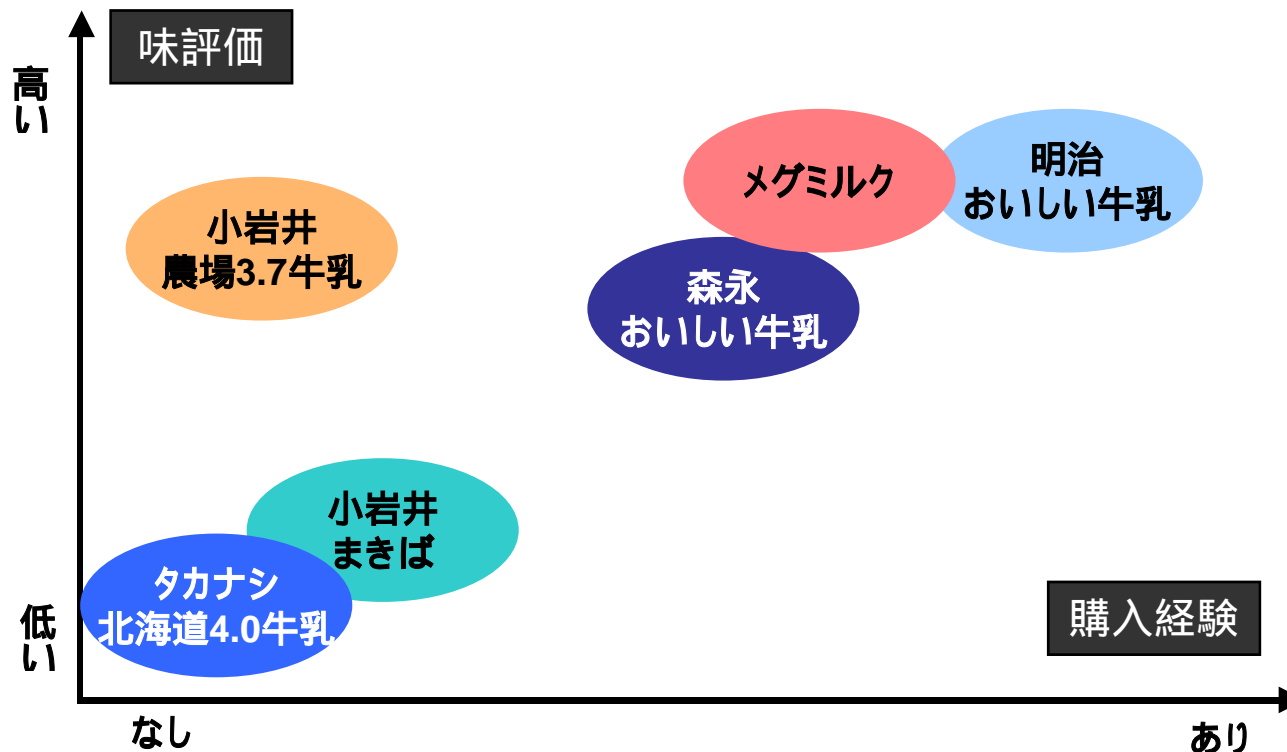 味評価
高い
メグミルク
明治
おいしい牛乳
小岩井
農場3.7牛乳
森永
おいしい牛乳
小岩井
まきば
タカナシ
北海道4.0牛乳
低い
購入経験
なし
あり